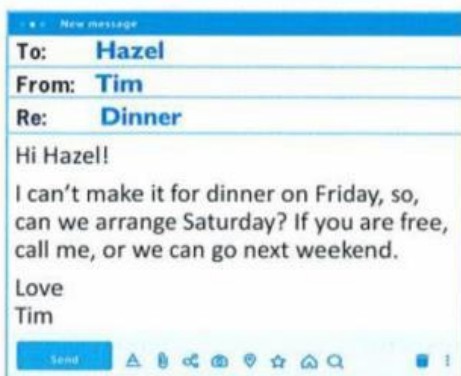 New message
To: Hazel
From: Tim
Re: Dinner
Hi Hazel!
I can't make it for dinner on Friday, so,
can we arrange Saturday? If you are free,
call me, or we can go next weekend.
Love
Tim
Send